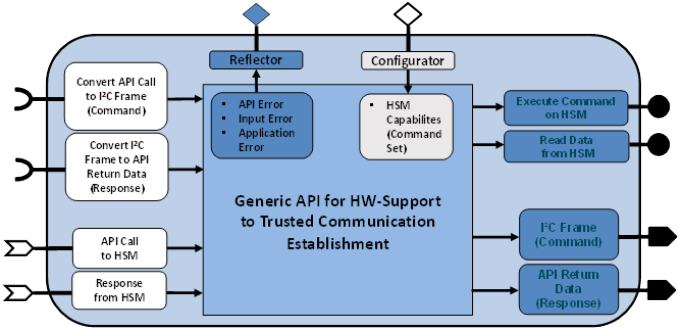 Reflector
Configurator
Convert API Call
to I²C Frame
(Command)
▪ API Error
▪ Input Error
▪ Application
Error
▪ HSM
Capabilites
(Command
Set)
Execute Command
on HSM
Convert I²C
Frame to API
Return Data
(Response)
Read Data
from HSM
Generic API for HW-Support
to Trusted Communication
Establishment
API Call
to HSM
I²C Frame
(Command)
Response
from HSM
API Return
Data
(Response)